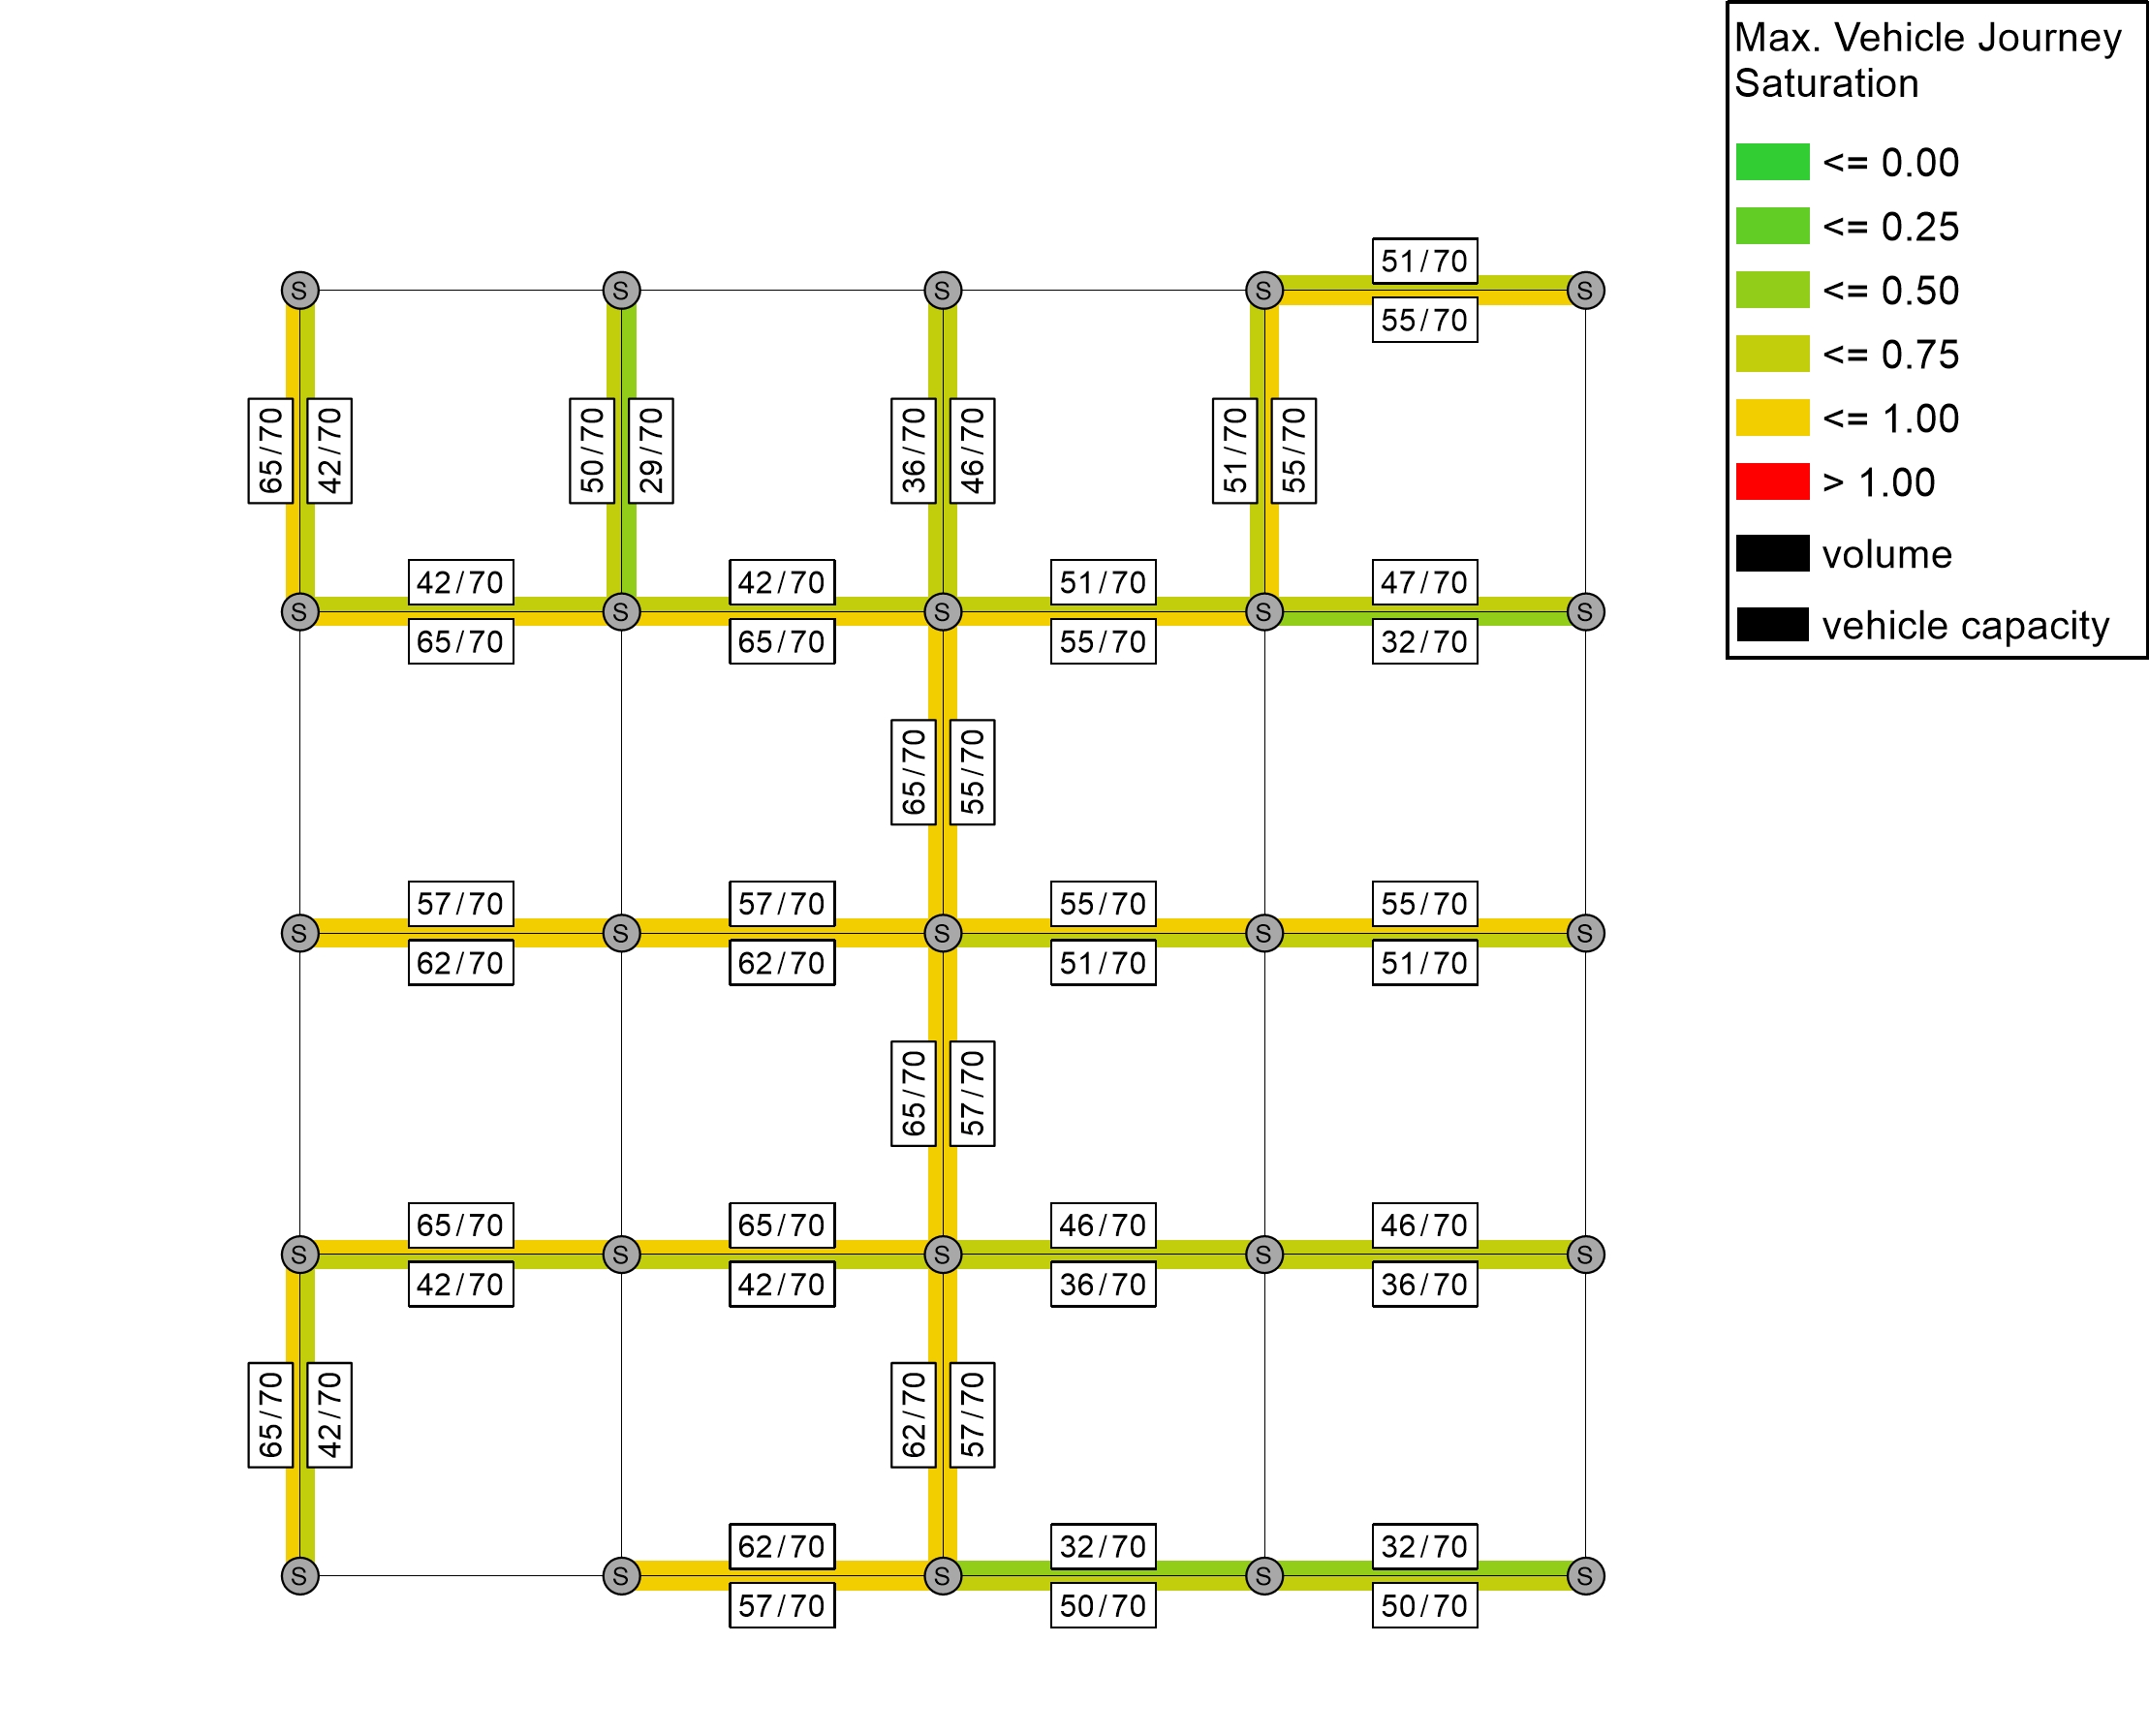 Max. Vehicle Journey
Saturation
<= 0.00
<= 0.25
<= 0.50
<= 0.75
<= 1.00
> 1.00
volume
vehicle capacity
51/70
S S S S S
55/70
65/70 42/70 50/70 29/70 36/70 46/70 51/70 55/70
42/70 42/70 51/70 47/70
S S S S S
65/70 65/70 55/70 32/70
65/70 55/70
57/70 57/70 55/70 55/70
S S S S S
62/70 62/70 51/70 51/70
65/70 57/70
65/70 65/70 46/70 46/70
S S S S S
42/70 42/70 36/70 36/70
65/70 42/70 62/70 57/70
62/70 32/70 32/70
S S S S S
57/70 50/70 50/70